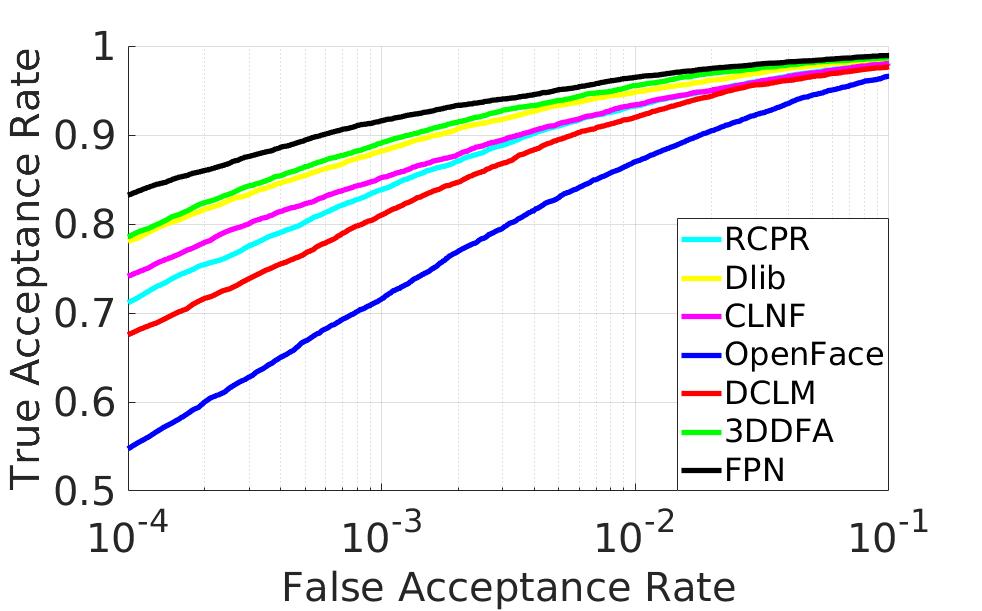 True Acceptance Rate
1
0.9
0.8
0.7
0.6
0.5
10^-4
10^-3
10^-2
10^-1
False Acceptance Rate
RCPR
Dlib
CLNF
OpenFace
DCLM
3DDFA
FPN